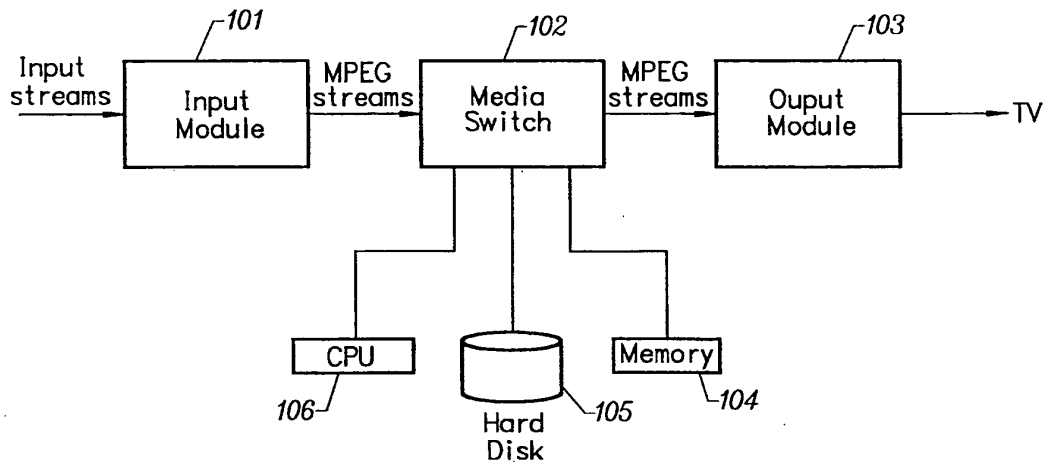 101
102
103
Input
streams
Input
Module
MPEG
streams
Media
Switch
MPEG
streams
Ouput
Module
TV
CPU
106
Hard
Disk
105
Memory
104